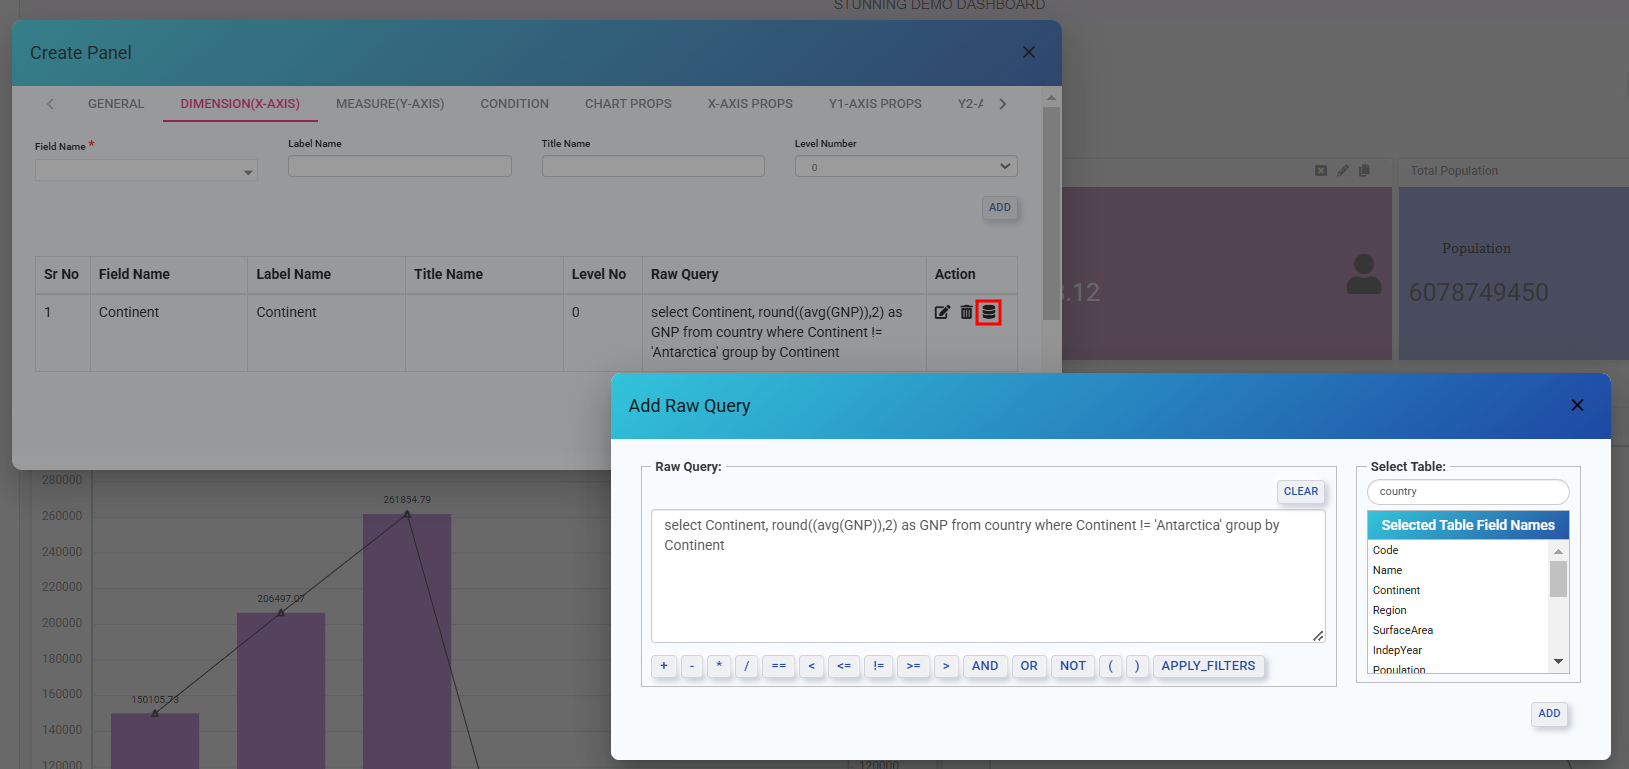 STUNNING DEMO DASHBOARD
Create Panel
GENERAL DIMENSION(X-AXIS) MEASURE(Y-AXIS) CONDITION CHART PROPS X-AXIS PROPS Y1-AXIS PROPS Y2-A
Field Name * Label Name Title Name Level Number
0
ADD
Sr No Field Name Label Name Title Name Level No Raw Query Action
1 Continent Continent 0 select Continent, round((avg(GNP)),2) as
GNP from country where Continent !=
'Antarctica' group by Continent
Total Population
Population
3.12
6078749450
Add Raw Query
Raw Query:
CLEAR
select Continent, round((avg(GNP)),2) as GNP from country where Continent != 'Antarctica' group by
Continent
+ - * / == < <= != >= > AND OR NOT ( ) APPLY_FILTERS
Select Table:
country
Selected Table Field Names
Code
Name
Continent
Region
SurfaceArea
IndepYear
Population
ADD
280000
260000
240000
220000
200000
180000
160000
140000
120000
261854.79
206497.07
150105.73
120000